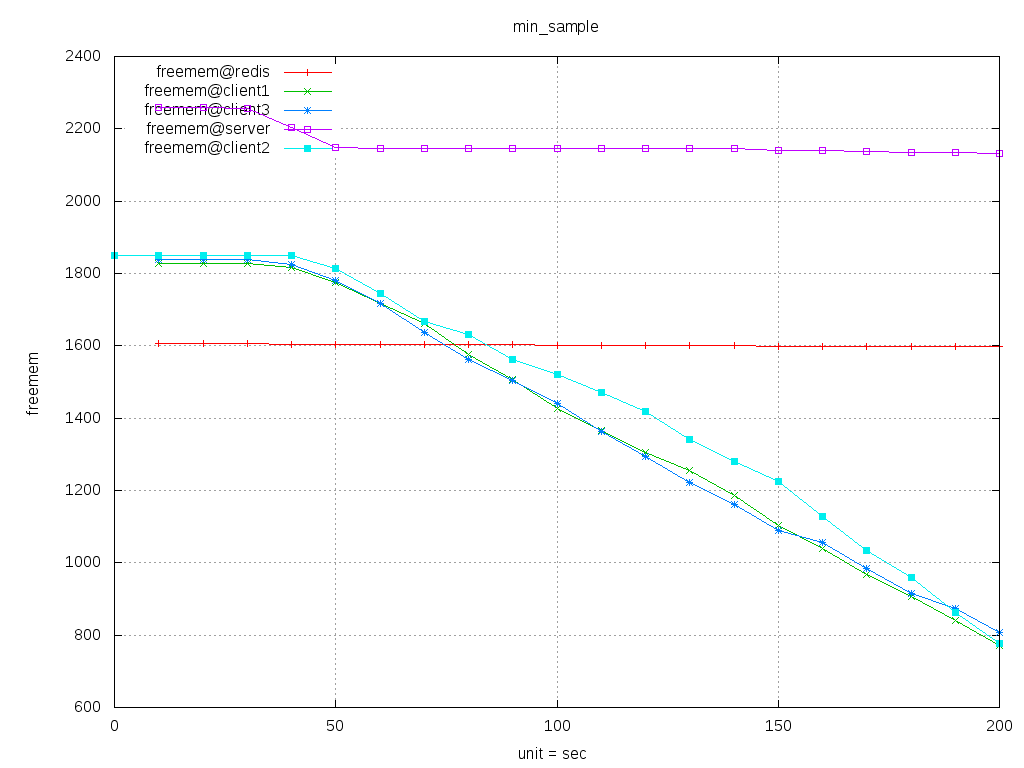 min_sample
2400
2200
2000
1800
1600
1400
1200
1000
800
600
freemem
freemem@redis
freemem@client1
freemem@client3
freemem@server
freemem@client2
0
50
100
150
200
unit = sec